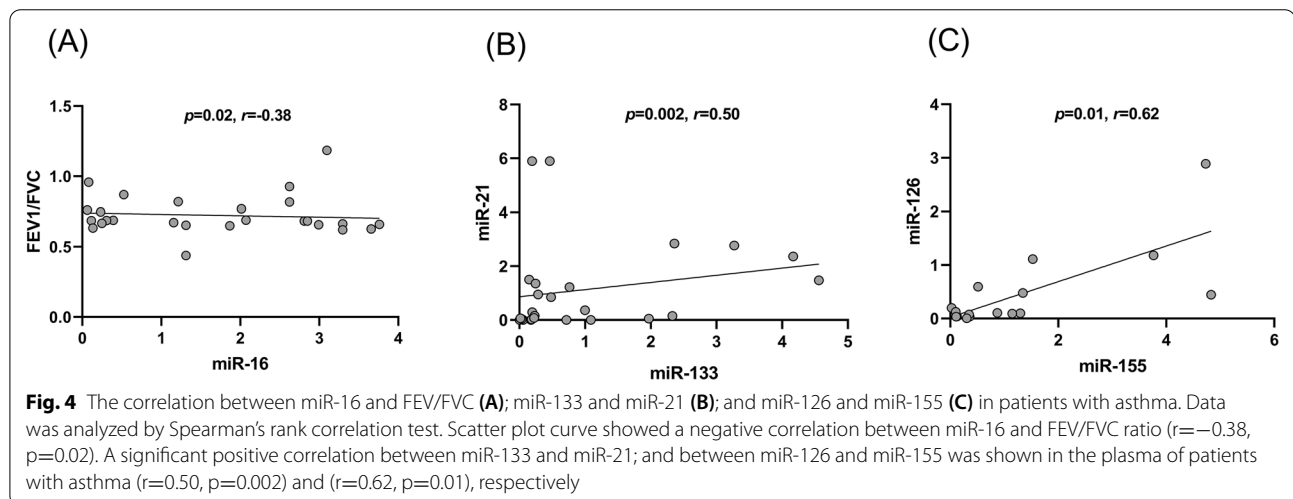 (A)
(B)
(C)
p=0.02, r=-0.38
FEV1/FVC
1.5
1.0
0.5
0.0
0
1
2
3
4
miR-16
p=0.002, r=0.50
miR-21
8
6
4
2
0
0
1
2
3
4
5
miR-133
p=0.01, r=0.62
miR-126
4
3
2
1
0
0
2
4
6
miR-155
Fig. 4 The correlation between miR-16 and FEV/FVC (A); miR-133 and miR-21 (B); and miR-126 and miR-155 (C) in patients with asthma. Data
was analyzed by Spearman's rank correlation test. Scatter plot curve showed a negative correlation between miR-16 and FEV/FVC ratio (r=−0.38,
p=0.02). A significant positive correlation between miR-133 and miR-21; and between miR-126 and miR-155 was shown in the plasma of patients
with asthma (r=0.50, p=0.002) and (r=0.62, p=0.01), respectively